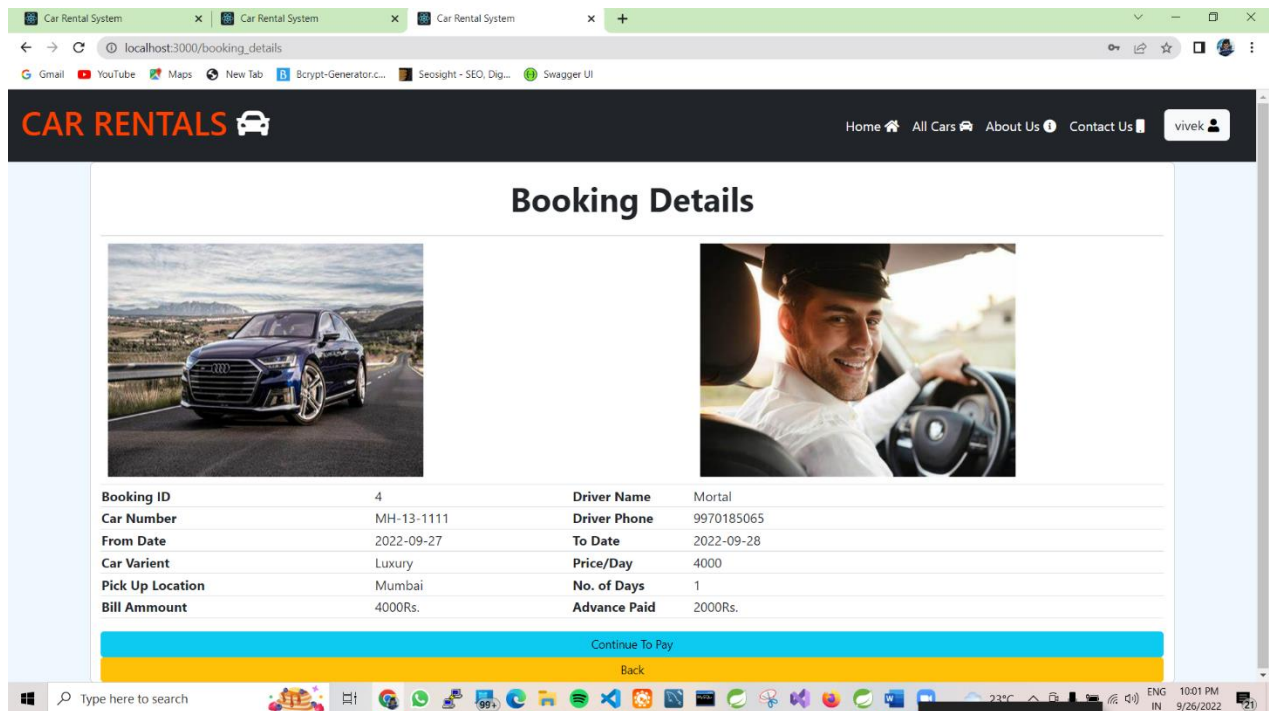 Car Rental System Car Rental System Car Rental System
localhost:3000/booking_details
Gmail YouTube Maps New Tab Bcrypt-Generator.c... Seosight - SEO, Dig... Swagger UI
CAR RENTALS Home All Cars About Us Contact Us vivek
Booking Details
Booking ID 4 Driver Name Mortal
Car Number MH-13-1111 Driver Phone 9970185065
From Date 2022-09-27 To Date 2022-09-28
Car Varient Luxury Price/Day 4000
Pick Up Location Mumbai No. of Days 1
Bill Ammount 4000Rs. Advance Paid 2000Rs.
Continue To Pay
Back
Type here to search 99+ 23°C ENG 10:01 PM
IN 9/26/2022 21